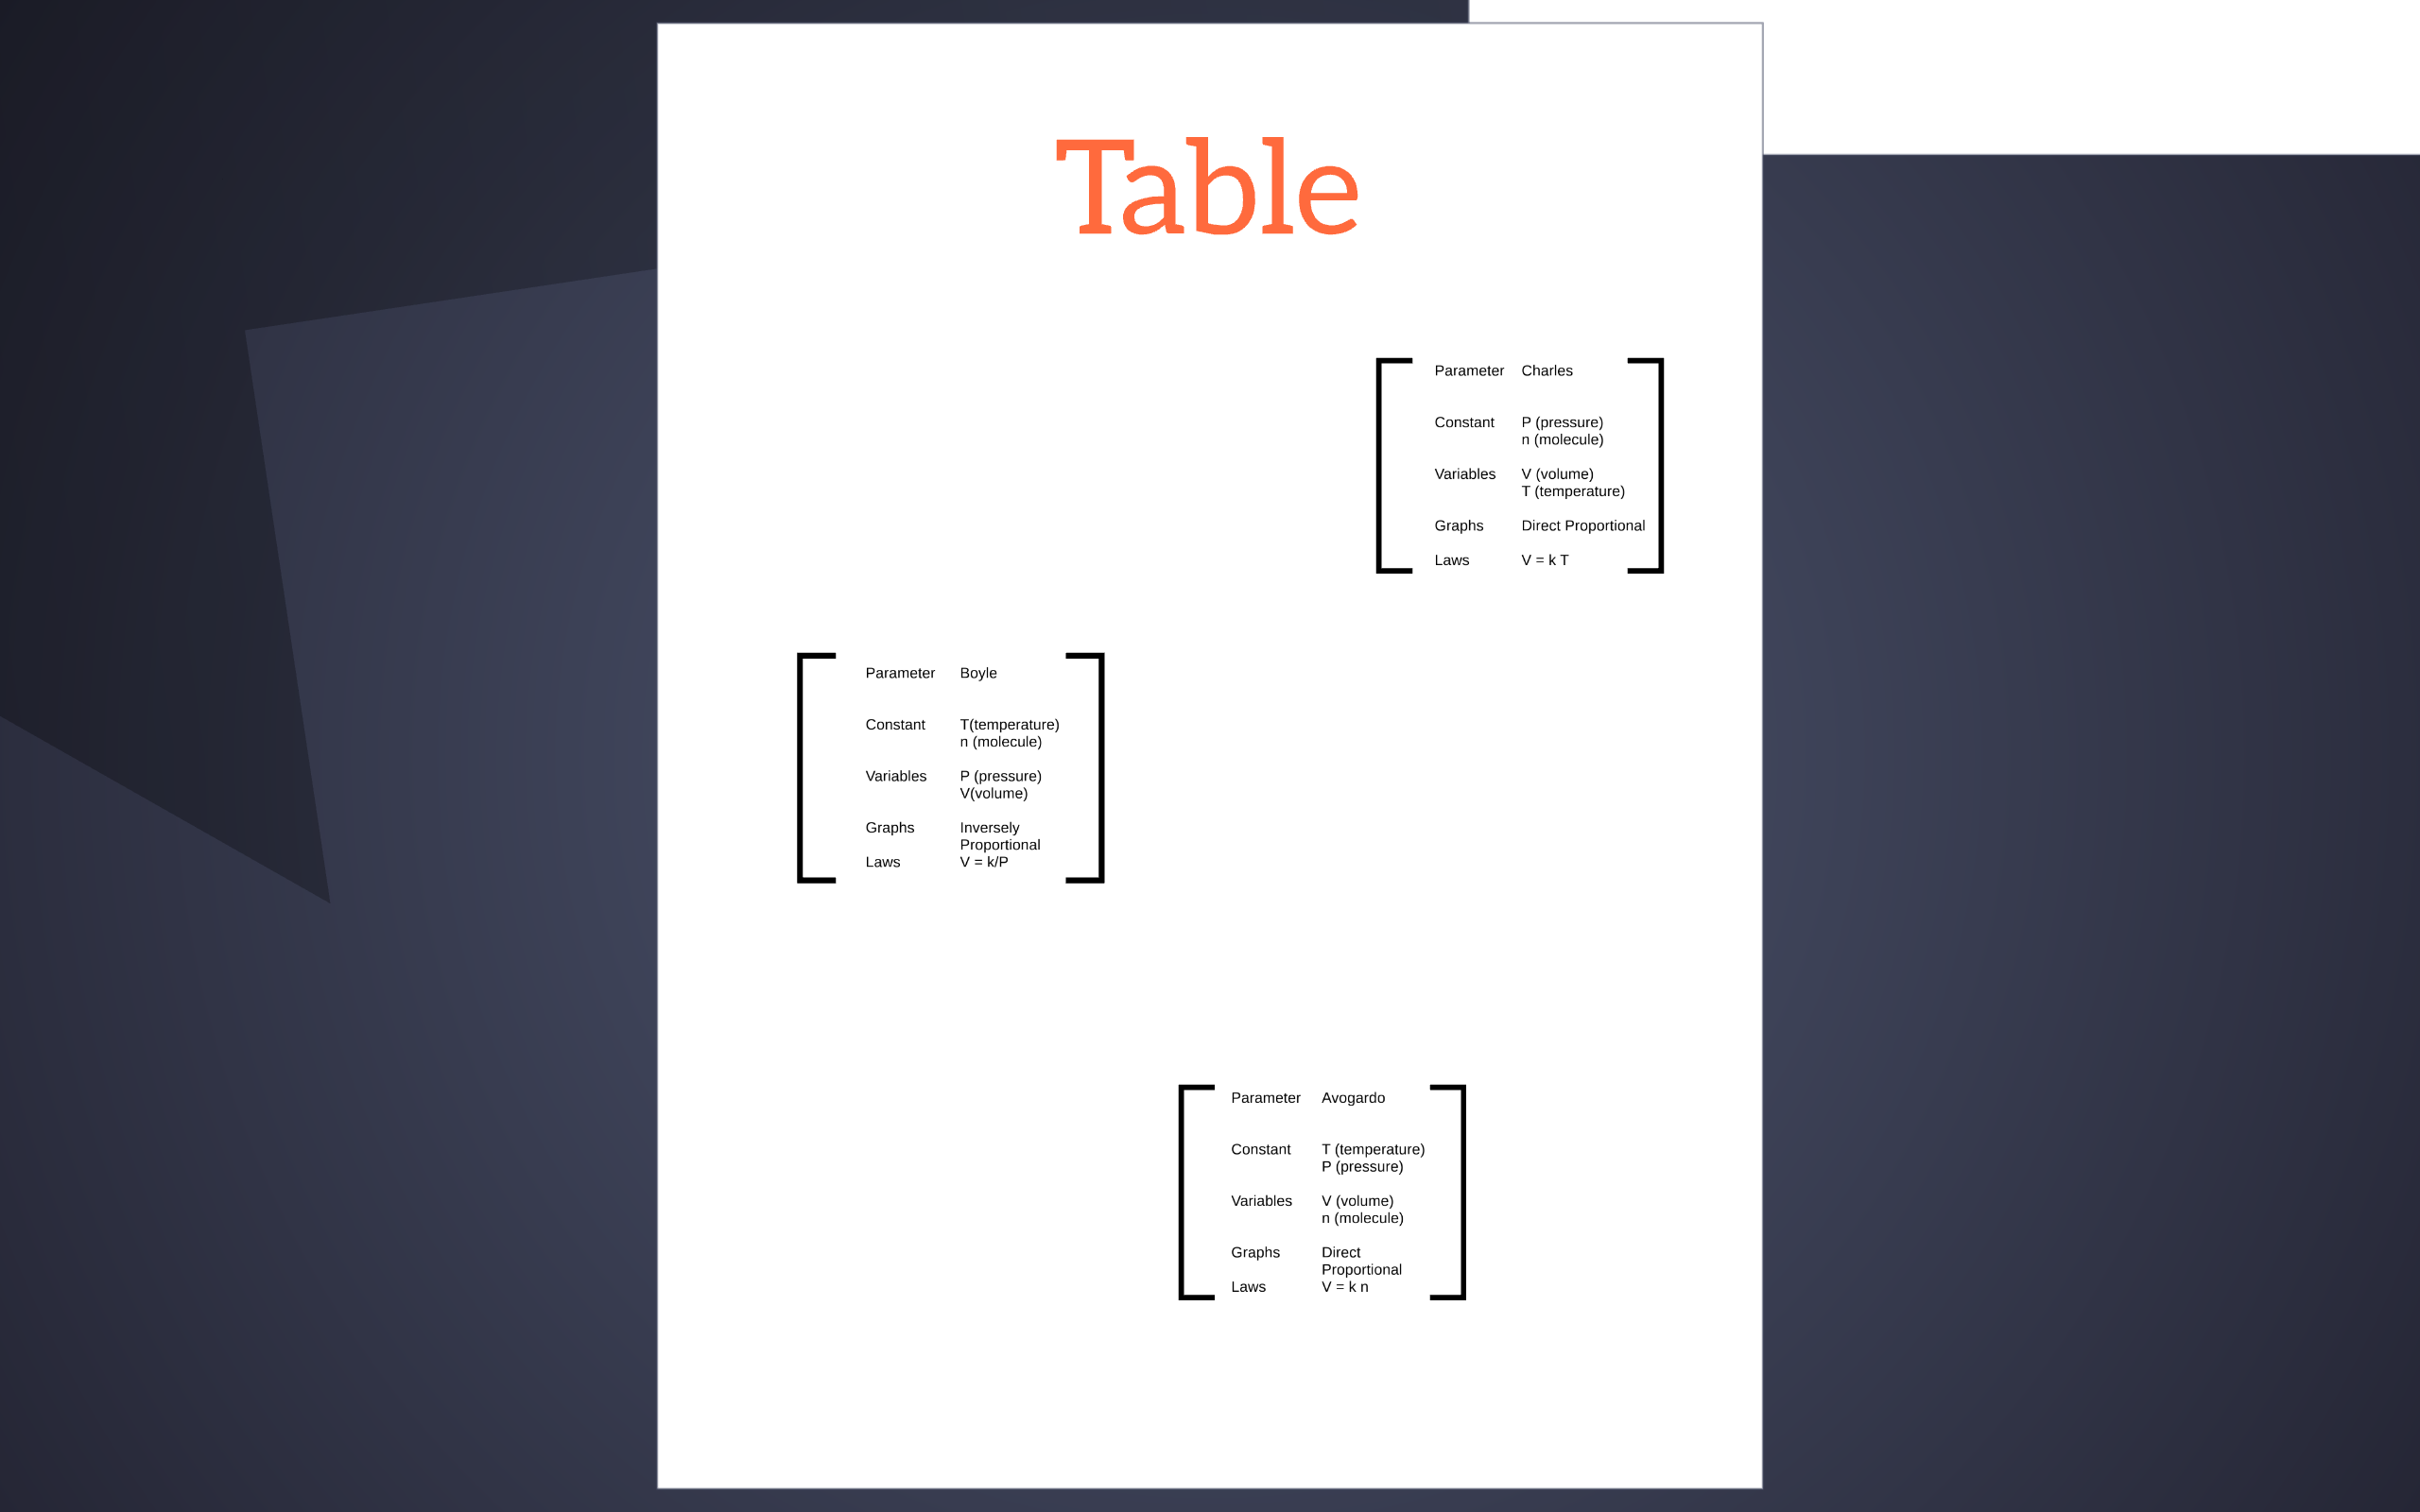 Table
Parameter Charles
Constant P (pressure)
n (molecule)
Variables V (volume)
T (temperature)
Graphs Direct Proportional
Laws V = k T
Parameter Boyle
Constant T(temperature)
n (molecule)
Variables P (pressure)
V(volume)
Graphs Inversely
Proportional
Laws V = k/P
Parameter Avogardo
Constant T (temperature)
P (pressure)
Variables V (volume)
n (molecule)
Graphs Direct
Proportional
Laws V = k n